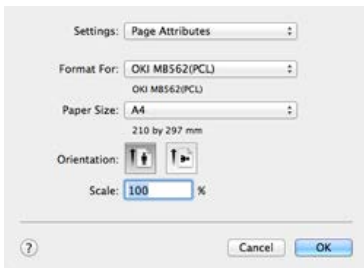 Settings: Page Attributes
Format For: OKI MB562(PCL)
OKI MB562(PCL)
Paper Size: A4
210 by 297 mm
Orientation:
Scale: 100 %
? Cancel OK